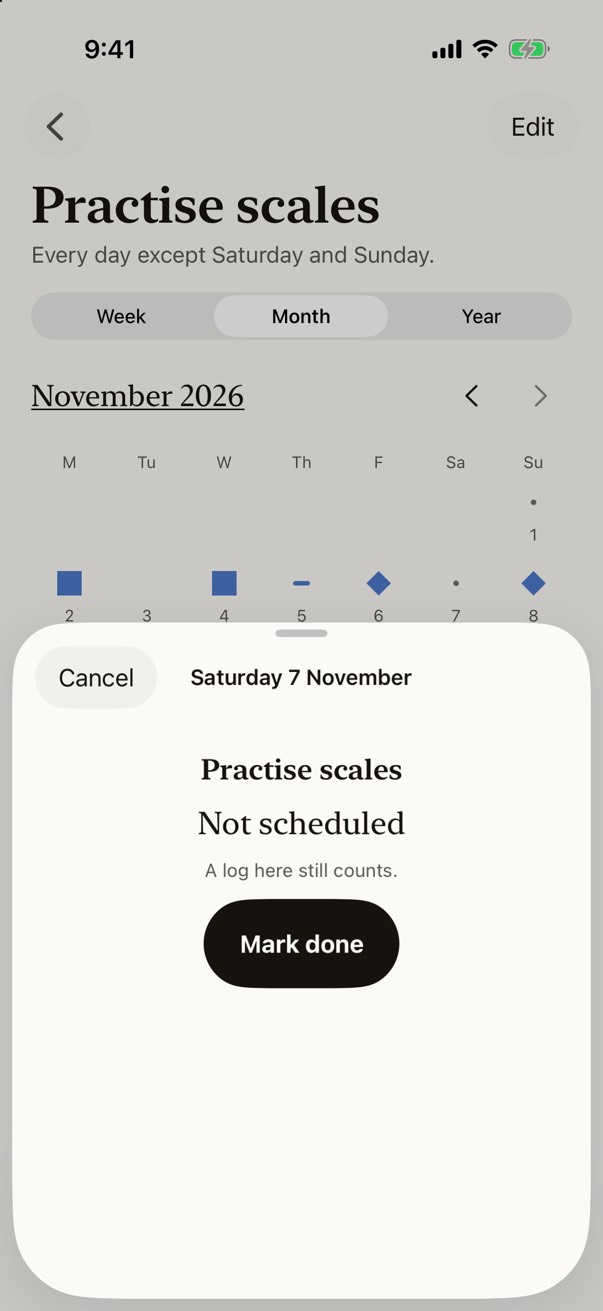 9:41
Edit
Practise scales
Every day except Saturday and Sunday.
Week Month Year
November 2026
M Tu W Th F Sa Su
1
2 3 4 5 6 7 8
Cancel
Saturday 7 November
Practise scales
Not scheduled
A log here still counts.
Mark done